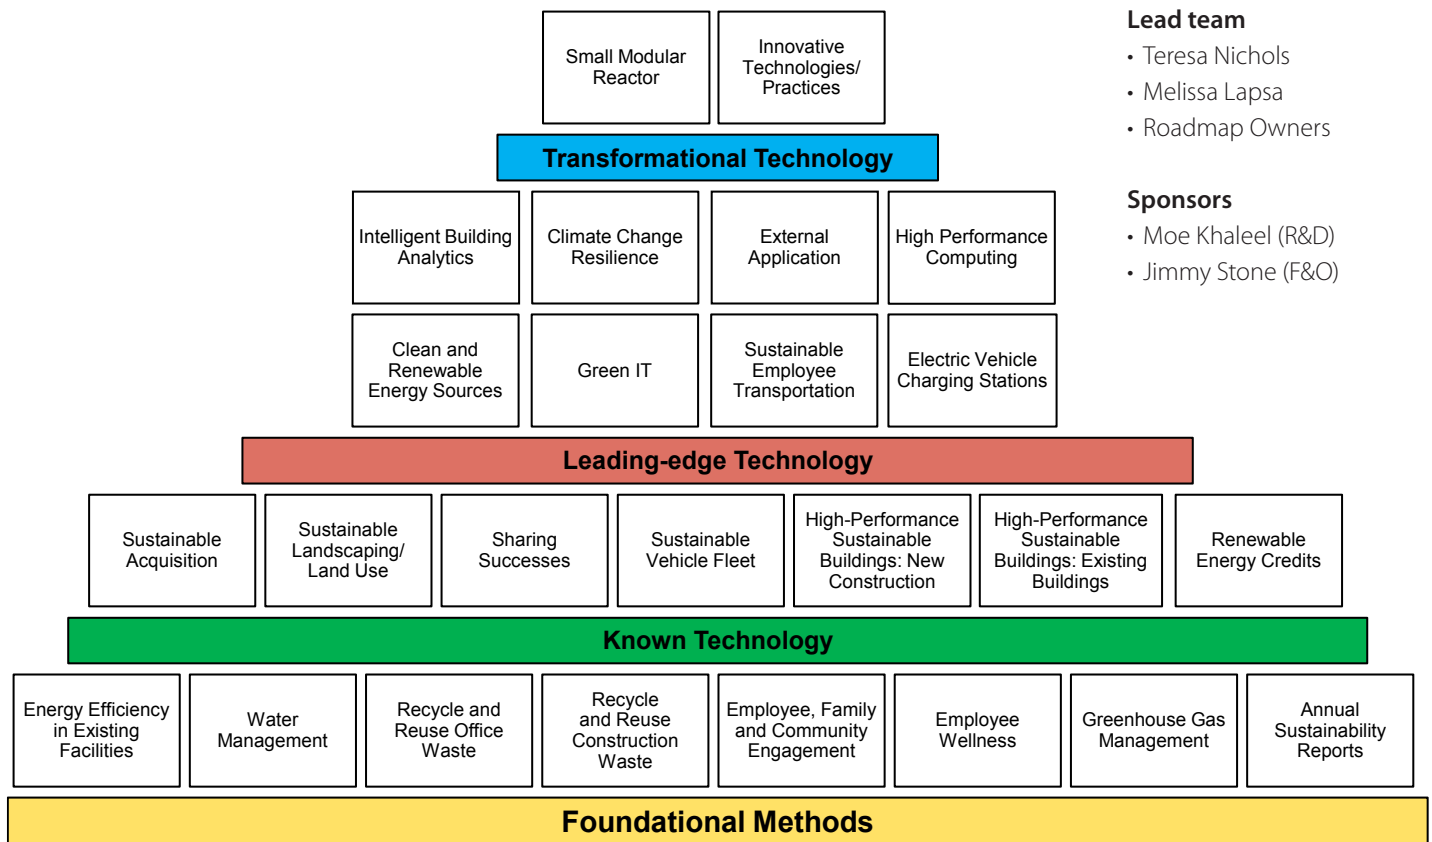 Small Modular
Reactor
Innovative
Technologies/
Practices
Lead team
• Teresa Nichols
• Melissa Lapsa
• Roadmap Owners
Transformational Technology
Sponsors
• Moe Khaleel (R&D)
• Jimmy Stone (F&O)
Intelligent Building
Analytics
Climate Change
Resilience
External
Application
High Performance
Computing
Clean and
Renewable
Energy Sources
Green IT
Sustainable
Employee
Transportation
Electric Vehicle
Charging Stations
Leading-edge Technology
Sustainable
Acquisition
Sustainable
Landscaping/
Land Use
Sharing
Successes
Sustainable
Vehicle Fleet
High-Performance
Sustainable
Buildings: New
Construction
High-Performance
Sustainable
Buildings: Existing
Buildings
Renewable
Energy Credits
Known Technology
Energy Efficiency
in Existing
Facilities
Water
Management
Recycle and
Reuse Office
Waste
Recycle
and Reuse
Construction
Waste
Employee, Family
and Community
Engagement
Employee
Wellness
Greenhouse Gas
Management
Annual
Sustainability
Reports
Foundational Methods